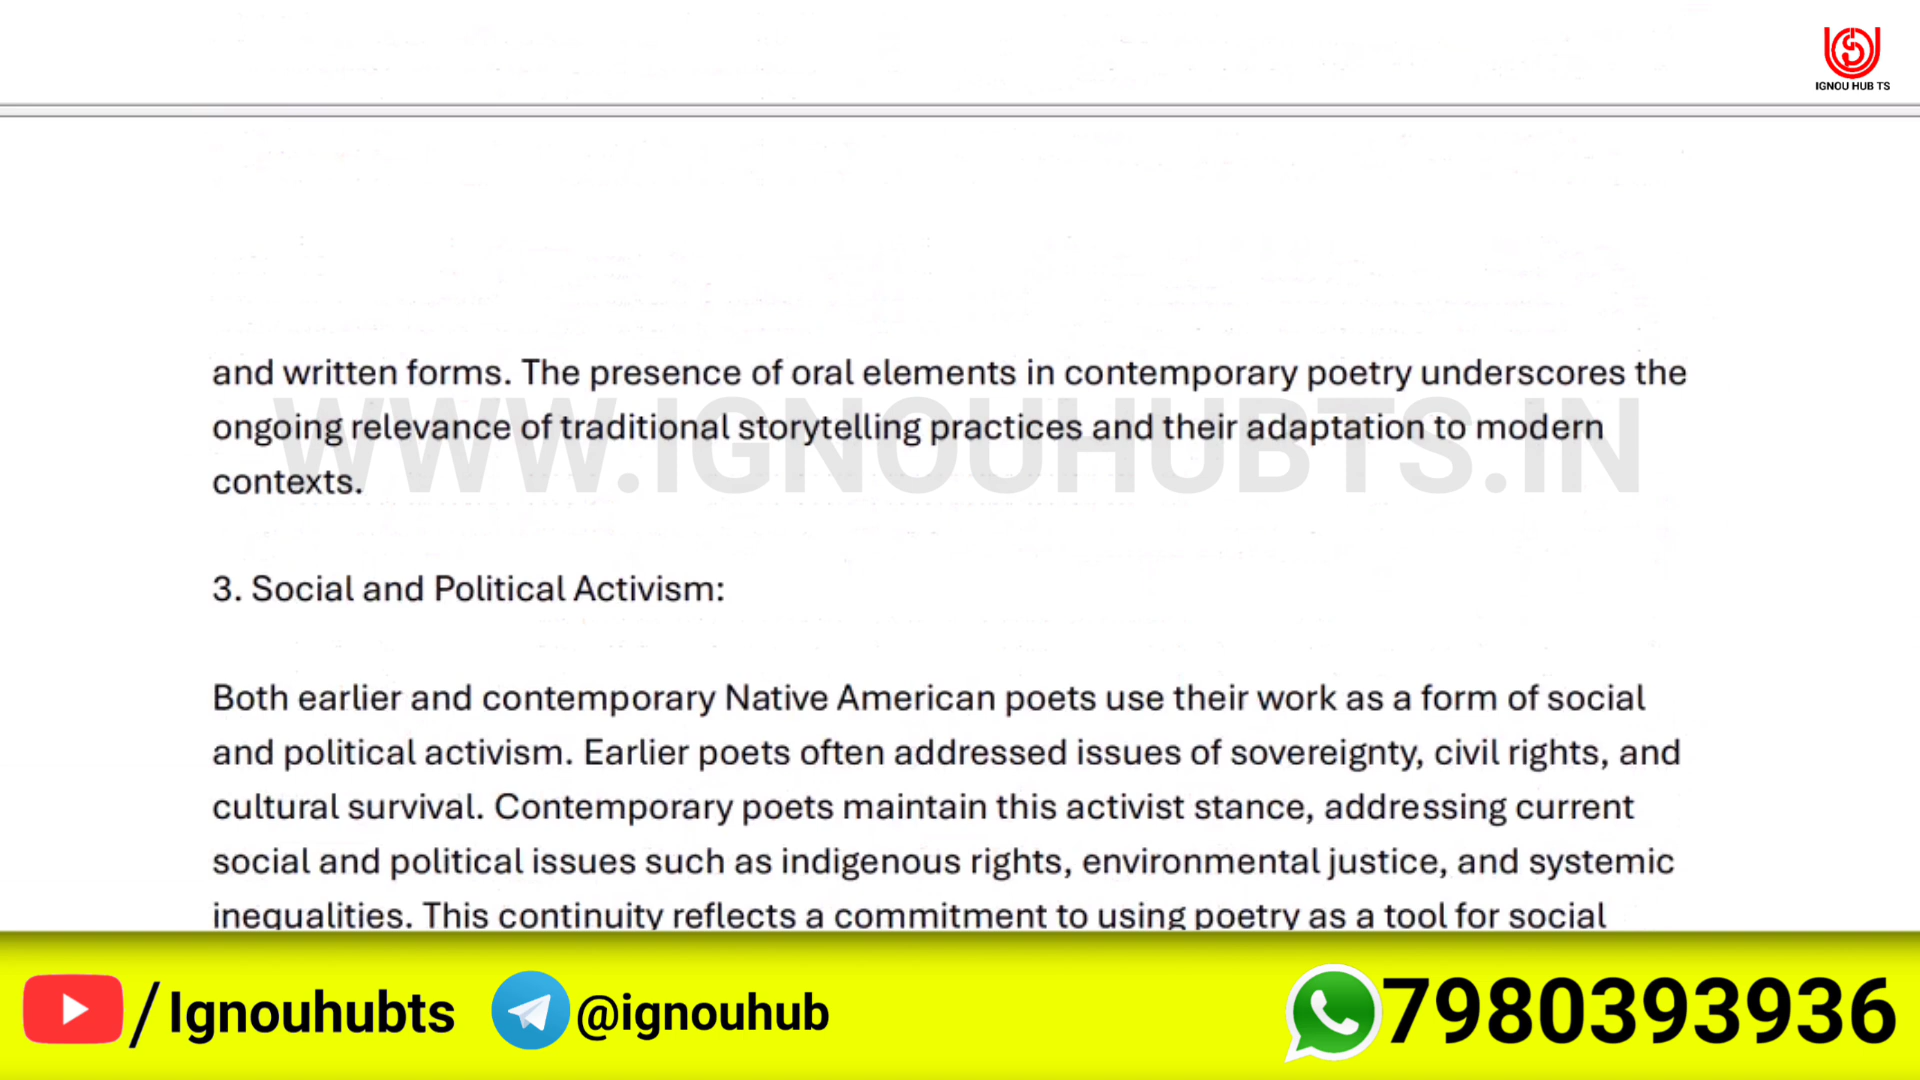 IGNOU HUB TS
and written forms. The presence of oral elements in contemporary poetry underscores the
ongoing relevance of traditional storytelling practices and their adaptation to modern
contexts.
WWW.IGNOUHUBTS.IN
3. Social and Political Activism:
Both earlier and contemporary Native American poets use their work as a form of social
and political activism. Earlier poets often addressed issues of sovereignty, civil rights, and
cultural survival. Contemporary poets maintain this activist stance, addressing current
social and political issues such as indigenous rights, environmental justice, and systemic
inequalities. This continuity reflects a commitment to using poetry as a tool for social
/Ignouhubts @ignouhub 7980393936